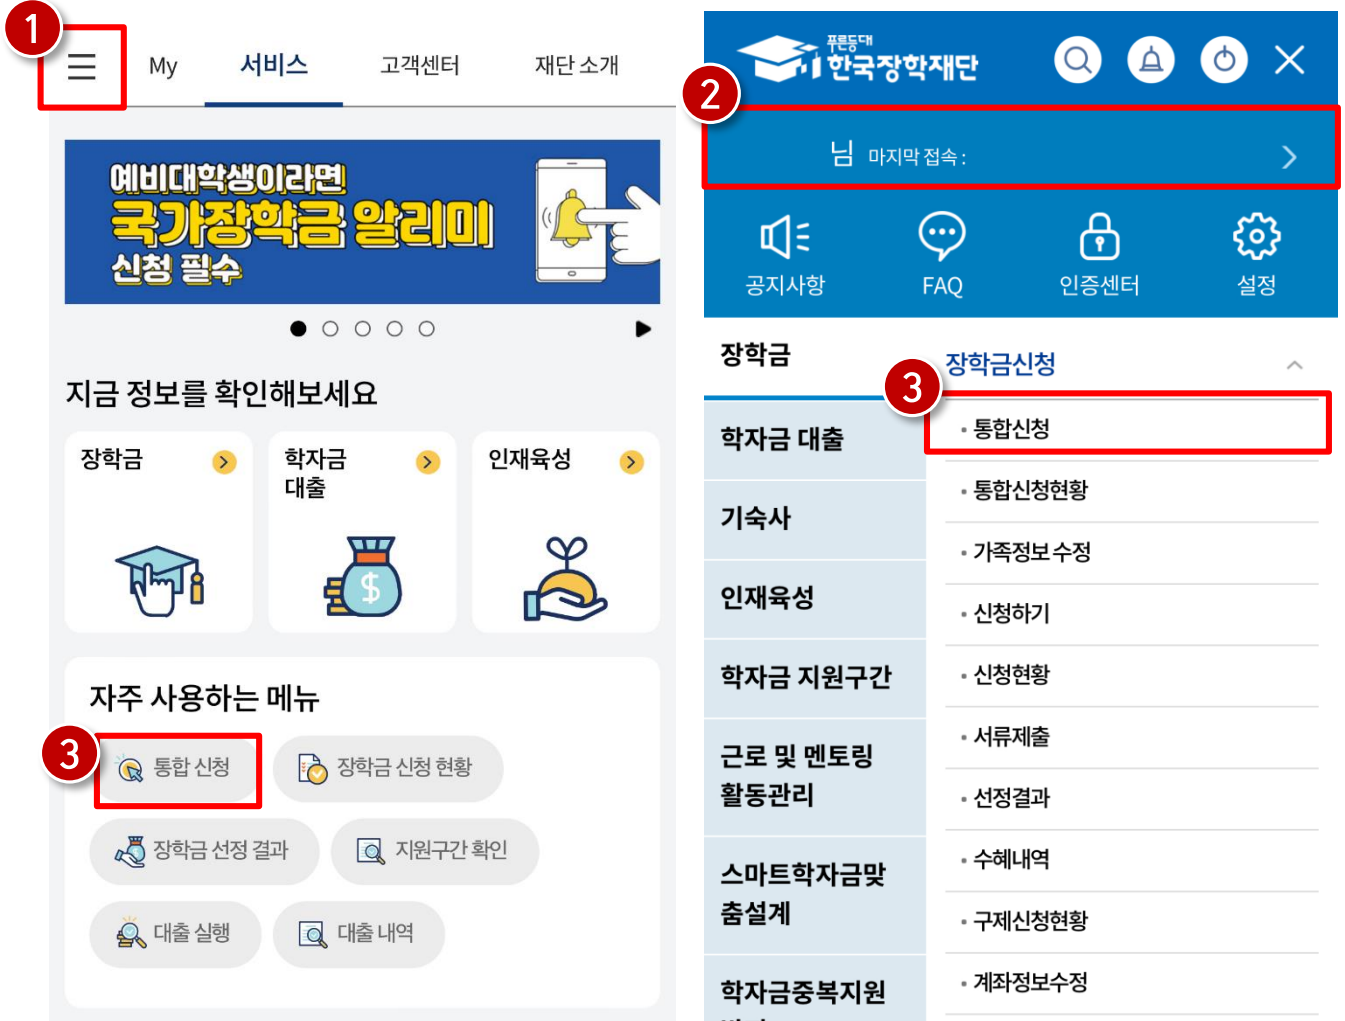 1
My 서비스 고객센터 재단 소개
예비대학생이라면
국가장학금 알리미
신청 필수
지금 정보를 확인해보세요
장학금
학자금
대출
인재육성
$
자주 사용하는 메뉴
3
통합 신청
장학금 신청 현황
장학금 선정 결과
지원구간 확인
대출 실행
대출 내역
푸른등대
한국장학재단
2
님 마지막 접속 :
공지사항
FAQ
인증센터
설정
장학금
학자금 대출
기숙사
인재육성
학자금 지원구간
근로 및 멘토링
활동관리
스마트학자금맞
춤설계
학자금중복지원
장학금신청
3
• 통합신청
• 통합신청현황
• 가족정보 수정
• 신청하기
• 신청현황
• 서류제출
• 선정결과
• 수혜내역
• 구제신청현황
• 계좌정보수정